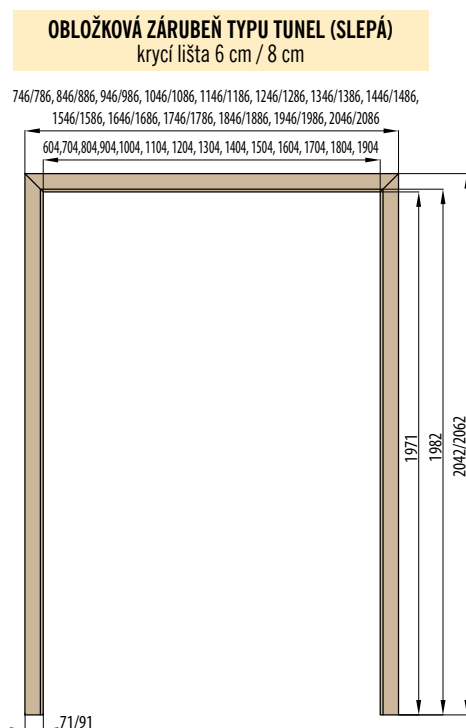 OBLOŽKOVÁ ZÁRUBEŇ TYPU TUNEL (SLEPÁ)
krycí lišta 6 cm / 8 cm
746/786, 846/886, 946/986, 1046/1086, 1146/1186, 1246/1286, 1346/1386, 1446/1486,
1546/1586, 1646/1686, 1746/1786, 1846/1886, 1946/1986, 2046/2086
604,704,804,904,1004, 1104, 1204, 1304, 1404, 1504, 1604, 1704, 1804, 1904
1971
1982
2042/2062
71/91